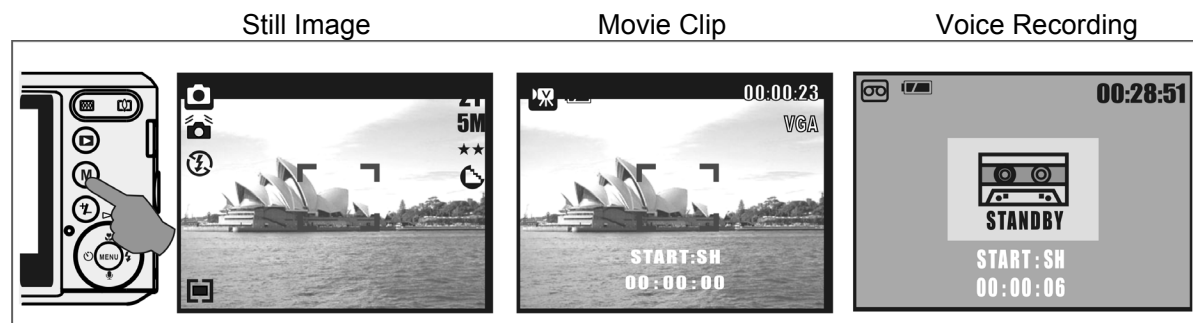 Still Image
Movie Clip
Voice Recording
M
MENU
5M
★★
00:00:23
VGA
START:SH
00:00:00
00:28:51
STANDBY
START:SH
00:00:06